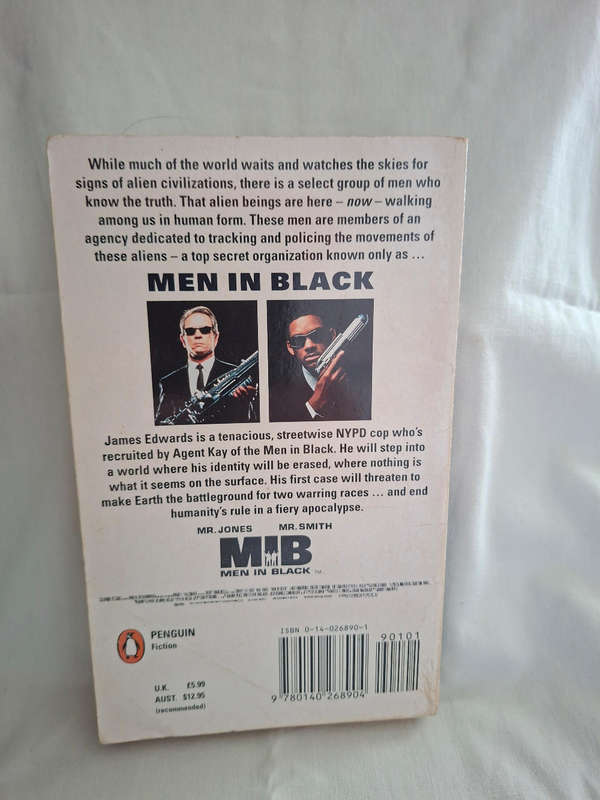 While much of the world waits and watches the skies for
signs of alien civilizations, there is a select group of men who
know the truth. That alien beings are here – now – walking
among us in human form. These men are members of an
agency dedicated to tracking and policing the movements of
these aliens – a top secret organization known only as ...
MEN IN BLACK
James Edwards is a tenacious, streetwise NYPD cop who's
recruited by Agent Kay of the Men in Black. He will step into
a world where his identity will be erased, where nothing is
what it seems on the surface. His first case will threaten to
make Earth the battleground for two warring races ... and end
humanity's rule in a fiery apocalypse.
MR. JONES MR. SMITH
MIB
MEN IN BLACK ™
PENGUIN
Fiction
U.K. £5.99
AUST. $12.95
(recommended)
ISBN 0-14-026890-1
90101
9 780140 268904